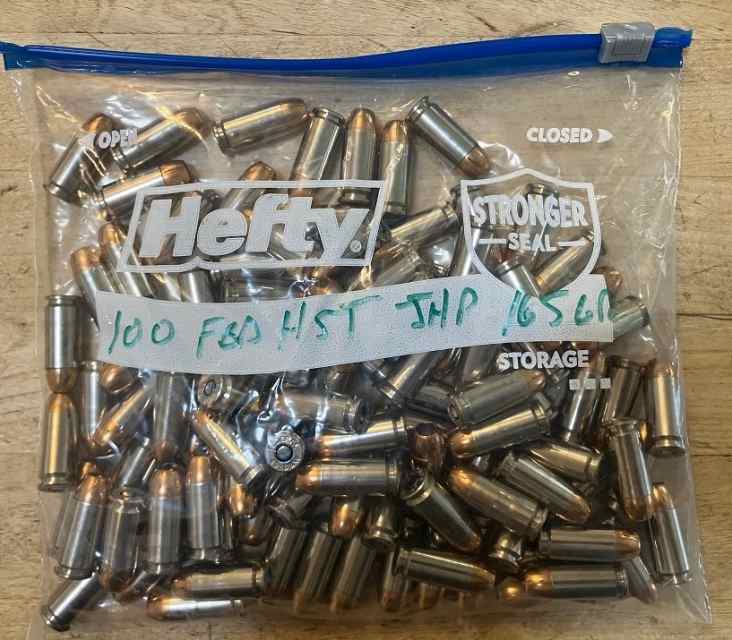 OPEN
CLOSED
Hefty®
STRONGER
SEAL
100 FED HST JHP 165GR
STORAGE